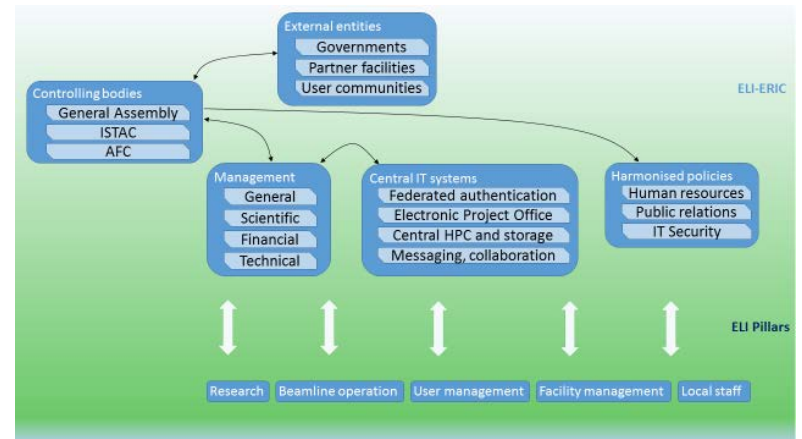 External entities
Governments
Partner facilities
User communities
Controlling bodies
General Assembly
ISTAC
AFC
ELI-ERIC
Management
General
Scientific
Financial
Technical
Central IT systems
Federated authentication
Electronic Project Office
Central HPC and storage
Messaging, collaboration
Harmonised policies
Human resources
Public relations
IT Security
ELI Pillars
Research
Beamline operation
User management
Facility management
Local staff